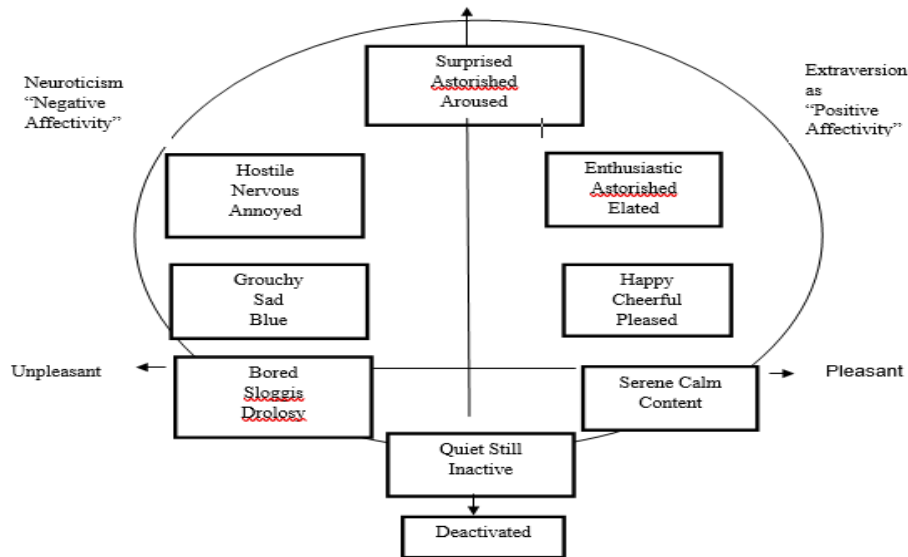 Surprised
Astorished
Aroused
Neuroticism
“Negative
Affectivity”
Extraversion
as
“Positive
Affectivity”
Hostile
Nervous
Annoyed
Enthusiastic
Astorished
Elated
Grouchy
Sad
Blue
Happy
Cheerful
Pleased
Unpleasant
Bored
Sloggis
Drolosy
Serene Calm
Content
Pleasant
Quiet Still
Inactive
Deactivated